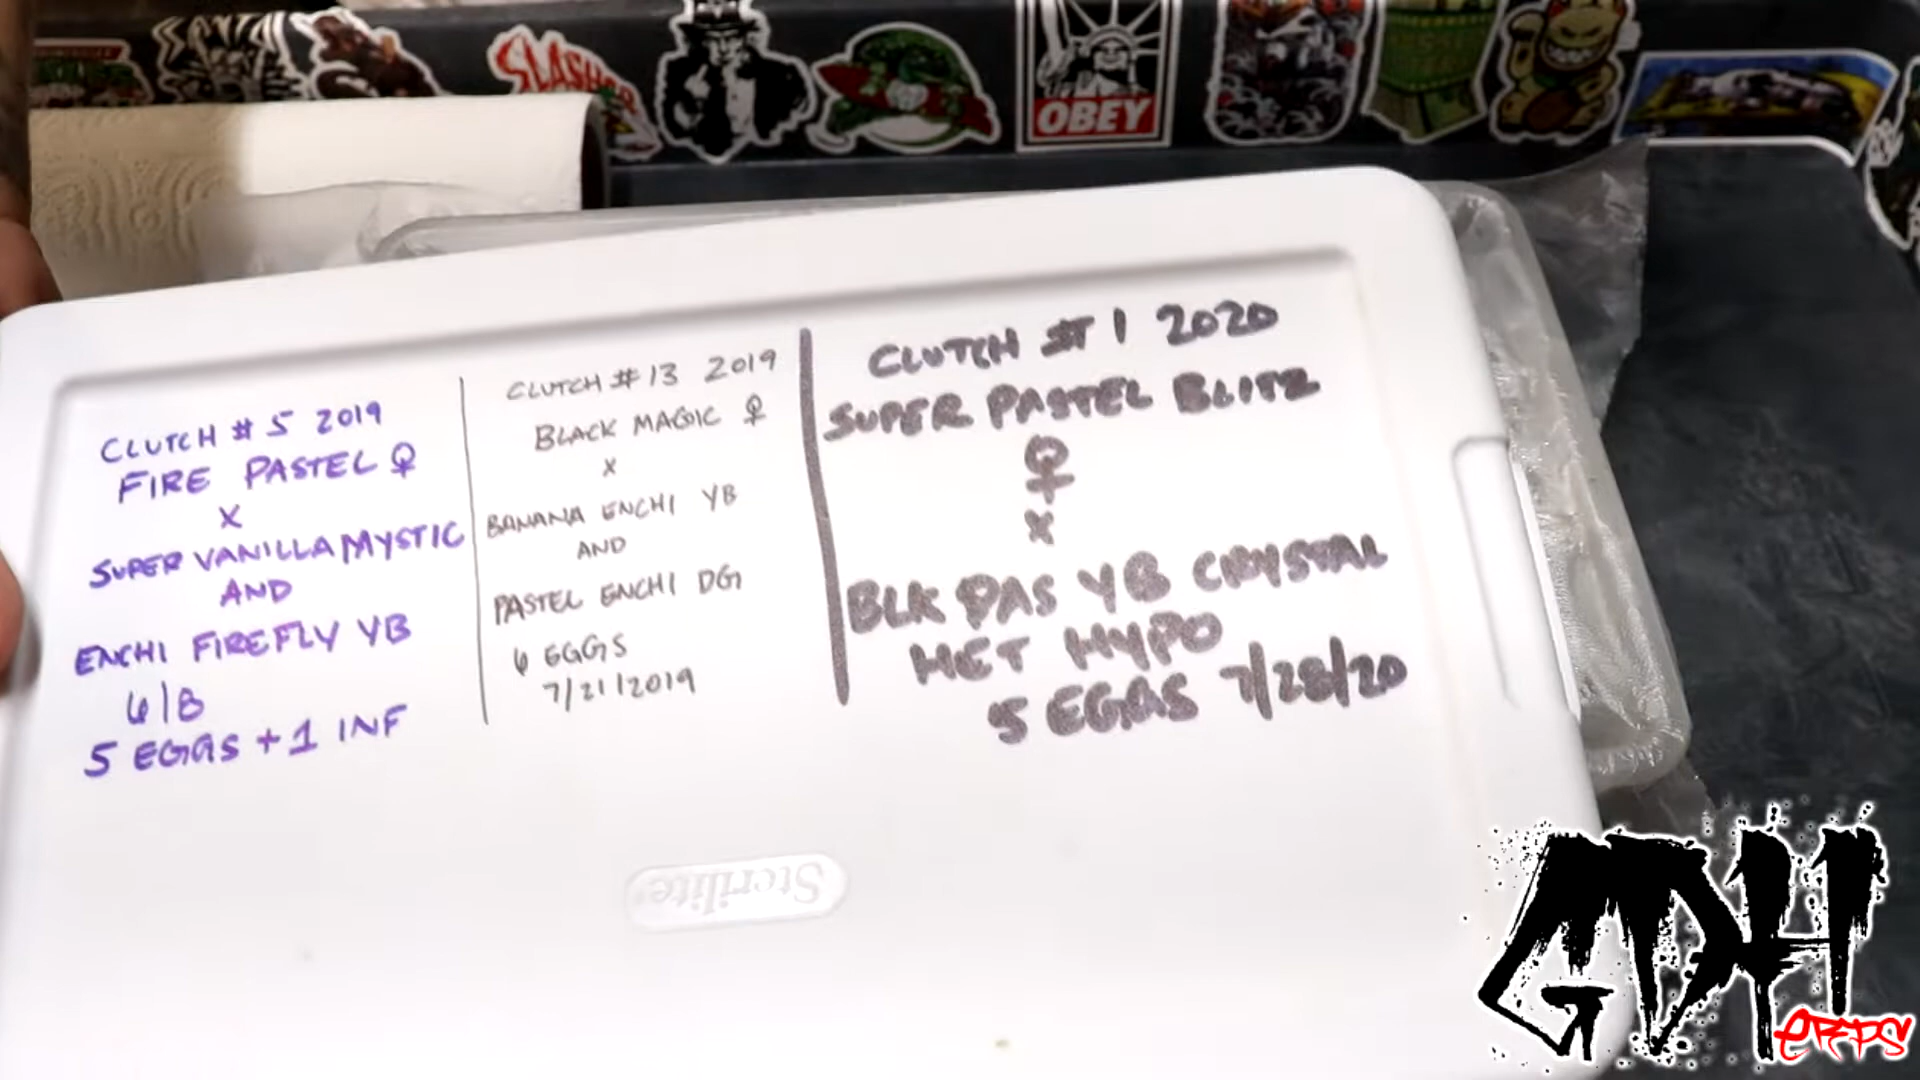 SLASHER
OBEY
CLUTCH # 5 2019
FIRE PASTEL ♀
X
SUPER VANILLA MYSTIC
AND
ENCHI FIREFLY YB
6/8
5 EGGS + 1 INF
CLUTCH # 13 2019
BLACK MAGIC ♀
X
BANANA ENCHI YB
AND
PASTEL ENCHI DG
6 EGGS
7/21/2019
CLUTCH # 1 2020
SUPER PASTEL BLITZ
♀
X
BLK PAS YB CRYSTAL
HET HYPO
5 EGGS 7/28/20
Sterilite
GDH
ERPS